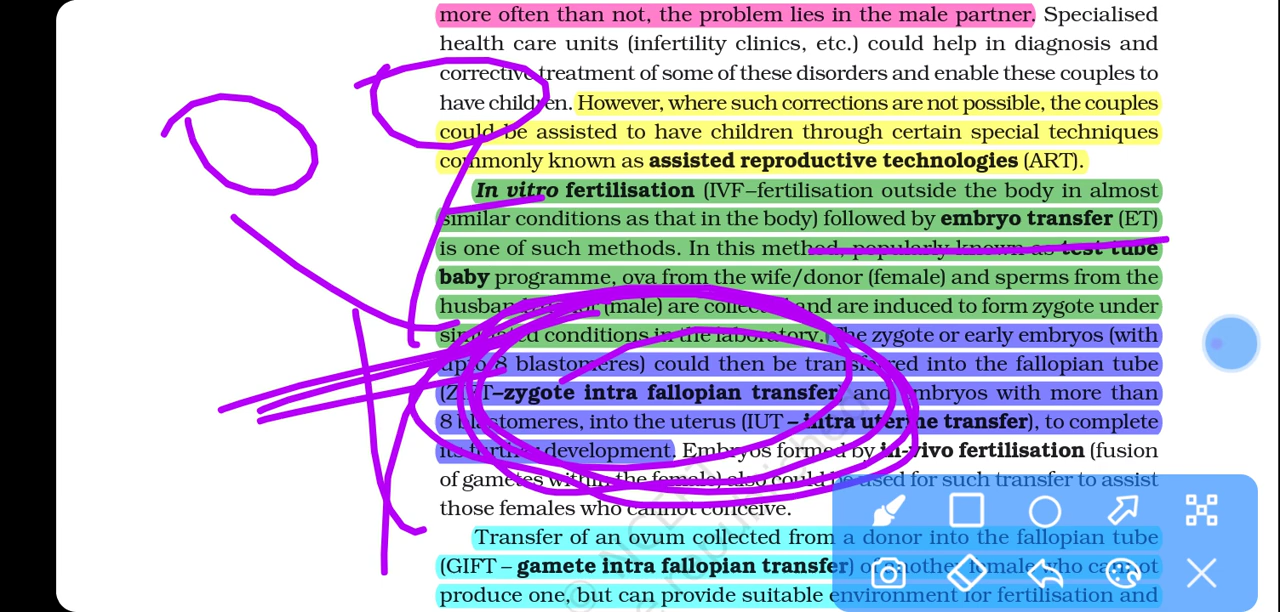 more often than not, the problem lies in the male partner. Specialised
health care units (infertility clinics, etc.) could help in diagnosis and
corrective treatment of some of these disorders and enable these couples to
have children. However, where such corrections are not possible, the couples
could be assisted to have children through certain special techniques
commonly known as assisted reproductive technologies (ART).
In vitro fertilisation (IVF–fertilisation outside the body in almost
similar conditions as that in the body) followed by embryo transfer (ET)
is one of such methods. In this method, popularly known as test tube
baby programme, ova from the wife/donor (female) and sperms from the
husband/donor (male) are collected and are induced to form zygote under
simulated conditions in the laboratory. The zygote or early embryos (with
upto 8 blastomeres) could then be transferred into the fallopian tube
(ZIFT–zygote intra fallopian transfer) and embryos with more than
8 blastomeres, into the uterus (IUT – intra uterine transfer), to complete
its further development. Embryos formed by in-vivo fertilisation (fusion
of gametes within the female) also could be used for such transfer to assist
those females who cannot conceive.
Transfer of an ovum collected from a donor into the fallopian tube
(GIFT – gamete intra fallopian transfer) of another female who cannot
produce one, but can provide suitable environment for fertilisation and